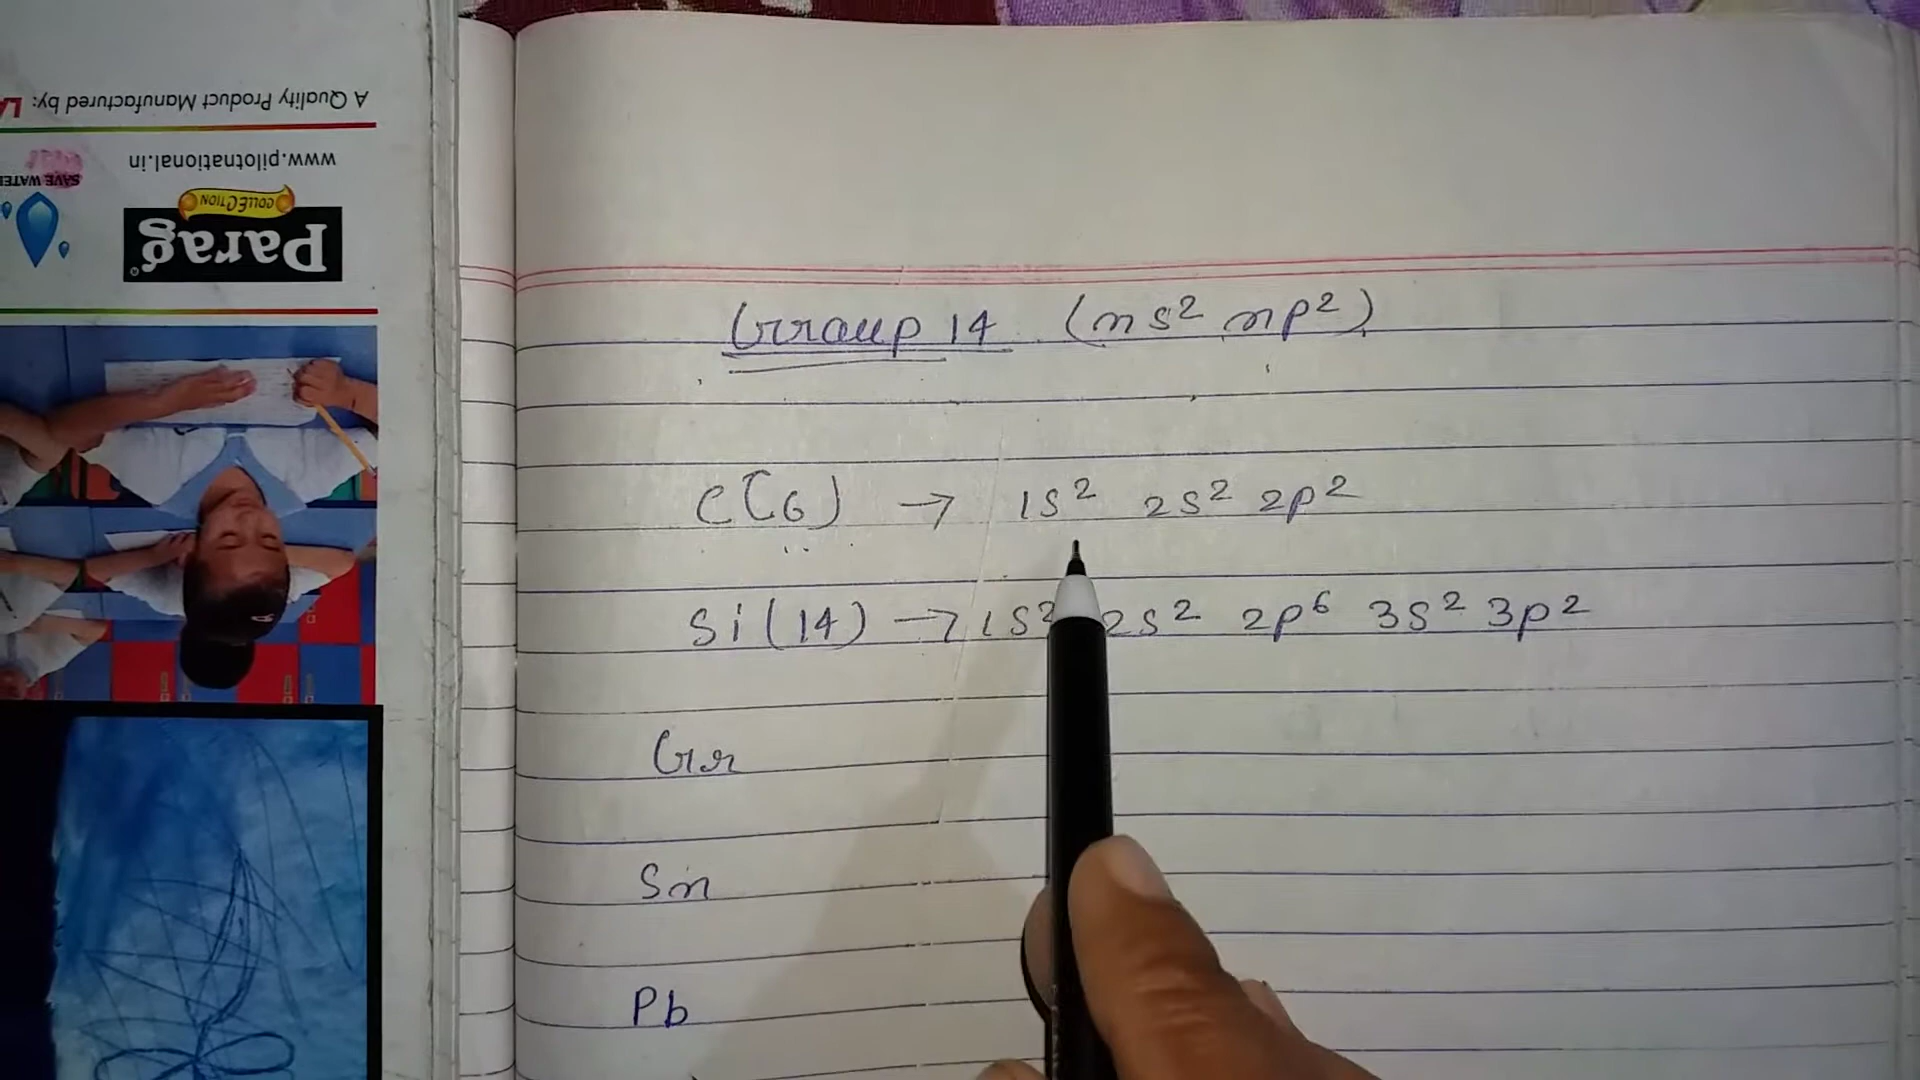 A Quality Product Manufactured by:
www.pilotnational.in
SAVE WATER
COLLECTION
Parag
Group 14 (ns² np²)
C(6) → 1s² 2s² 2p²
Si(14) → 1s² 2s² 2p⁶ 3s² 3p²
Ge
Sn
Pb